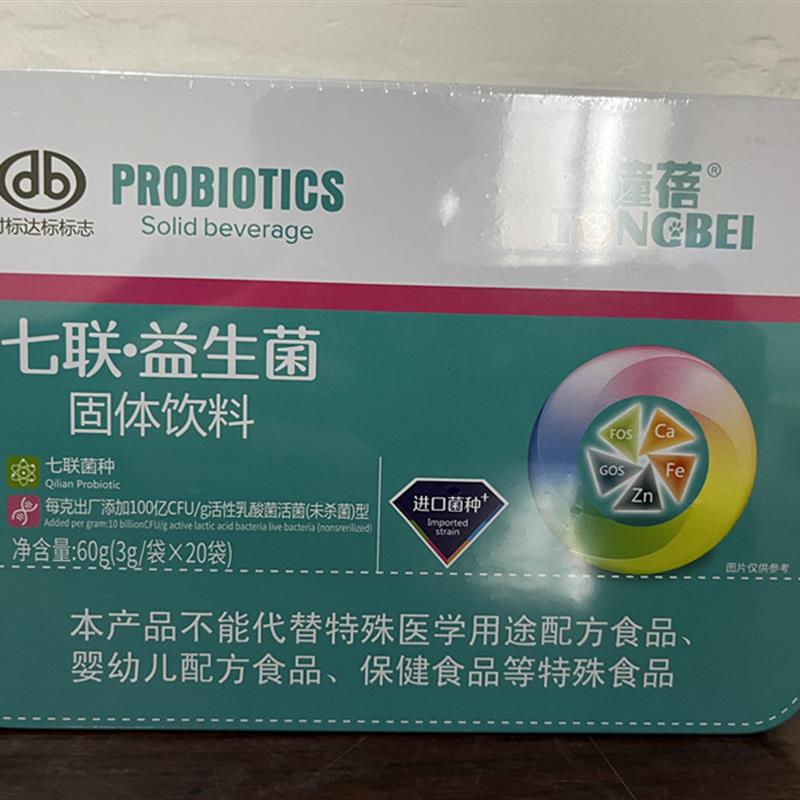 PROBIOTICS
Solid beverage
标达标标志
蓓®
TONGBEI
七联·益生菌
固体饮料
七联菌种
Qilian Probiotic
每克出厂添加100亿CFU/g活性乳酸菌活菌(未杀菌)型
Added per gram:10 billionCFU/g active lactic acid bacteria live bacteria (nonsrerilized)
净含量:60g(3g/袋×20袋)
进口菌种+
Imported
strain
FOS
Ca
GOS
Fe
Zn
图片仅供参考
本产品不能代替特殊医学用途配方食品、
婴幼儿配方食品、保健食品等特殊食品